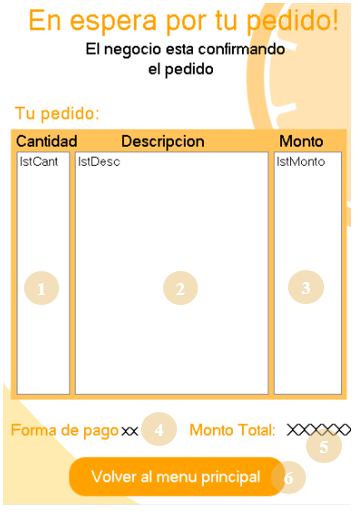 En espera por tu pedido!
El negocio esta confirmando
el pedido
Tu pedido:
Cantidad Descripcion Monto
lstCant lstDesc lstMonto
1 2 3
Forma de pago xx 4 Monto Total: XXXXXX
5
Volver al menu principal 6